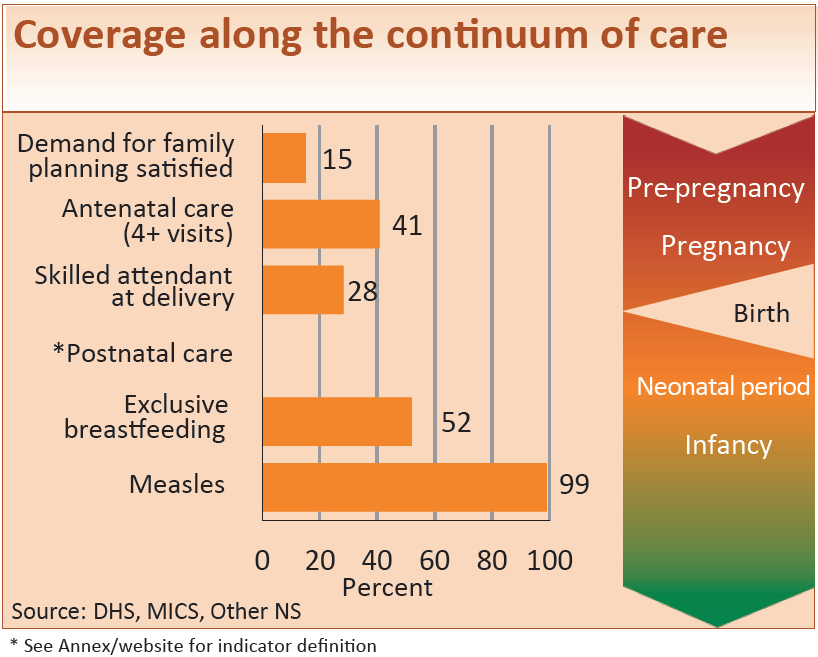 Coverage along the continuum of care
Demand for family
planning satisfied
15
Antenatal care
(4+ visits)
41
Skilled attendant
at delivery
28
*Postnatal care
Exclusive
breastfeeding
52
Measles
99
0 20 40 60 80 100
Percent
Pre-pregnancy
Pregnancy
Birth
Neonatal period
Infancy
Source: DHS, MICS, Other NS
* See Annex/website for indicator definition